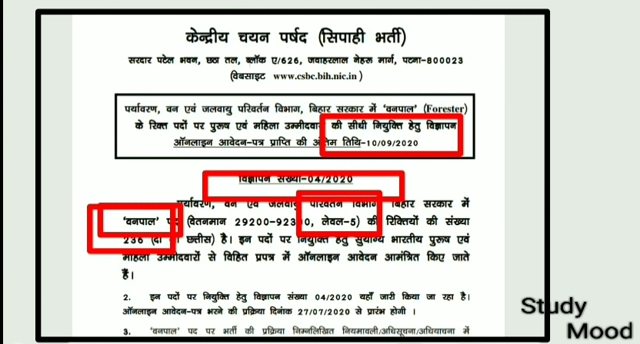 केन्द्रीय चयन पर्षद (सिपाही भर्ती)
सरदार पटेल भवन, छठा तल, ब्लॉक ए/626, जवाहरलाल नेहरू मार्ग, पटना-800023
(वेबसाइट www.csbc.bih.nic.in)
पर्यावरण, वन एवं जलवायु परिवर्तन विभाग, बिहार सरकार में 'वनपाल' (Forester)
के रिक्त पदों पर पुरूष एवं महिला उम्मीदवारों की सीधी नियुक्ति हेतु विज्ञापन
ऑनलाइन आवेदन-पत्र प्राप्ति की अंतिम तिथि-10/09/2020
विज्ञापन संख्या-04/2020
पर्यावरण, वन एवं जलवायु परिवर्तन विभाग बिहार सरकार में
'वनपाल' पद (वेतनमान 29200-92300, लेवल-5) की रिक्तियों की संख्या
236 (दो सौ छत्तीस) है। इन पदों पर नियुक्ति हेतु सुयोग्य भारतीय पुरूष एवं
महिला उम्मीदवारों से विहित प्रपत्र में ऑनलाइन आवेदन आमंत्रित किए जाते
हैं।
2. इन पदों पर नियुक्ति हेतु विज्ञापन संख्या 04/2020 यहाँ जारी किया जा रहा है।
ऑनलाइन आवेदन-पत्र भरने की प्रक्रिया दिनांक 27/07/2020 से प्रारंभ होगी ।
3. 'वनपाल' पद पर भर्ती की प्रक्रिया निम्नलिखित नियमावली/अधिसूचना/अधियाचना में
Study
Mood